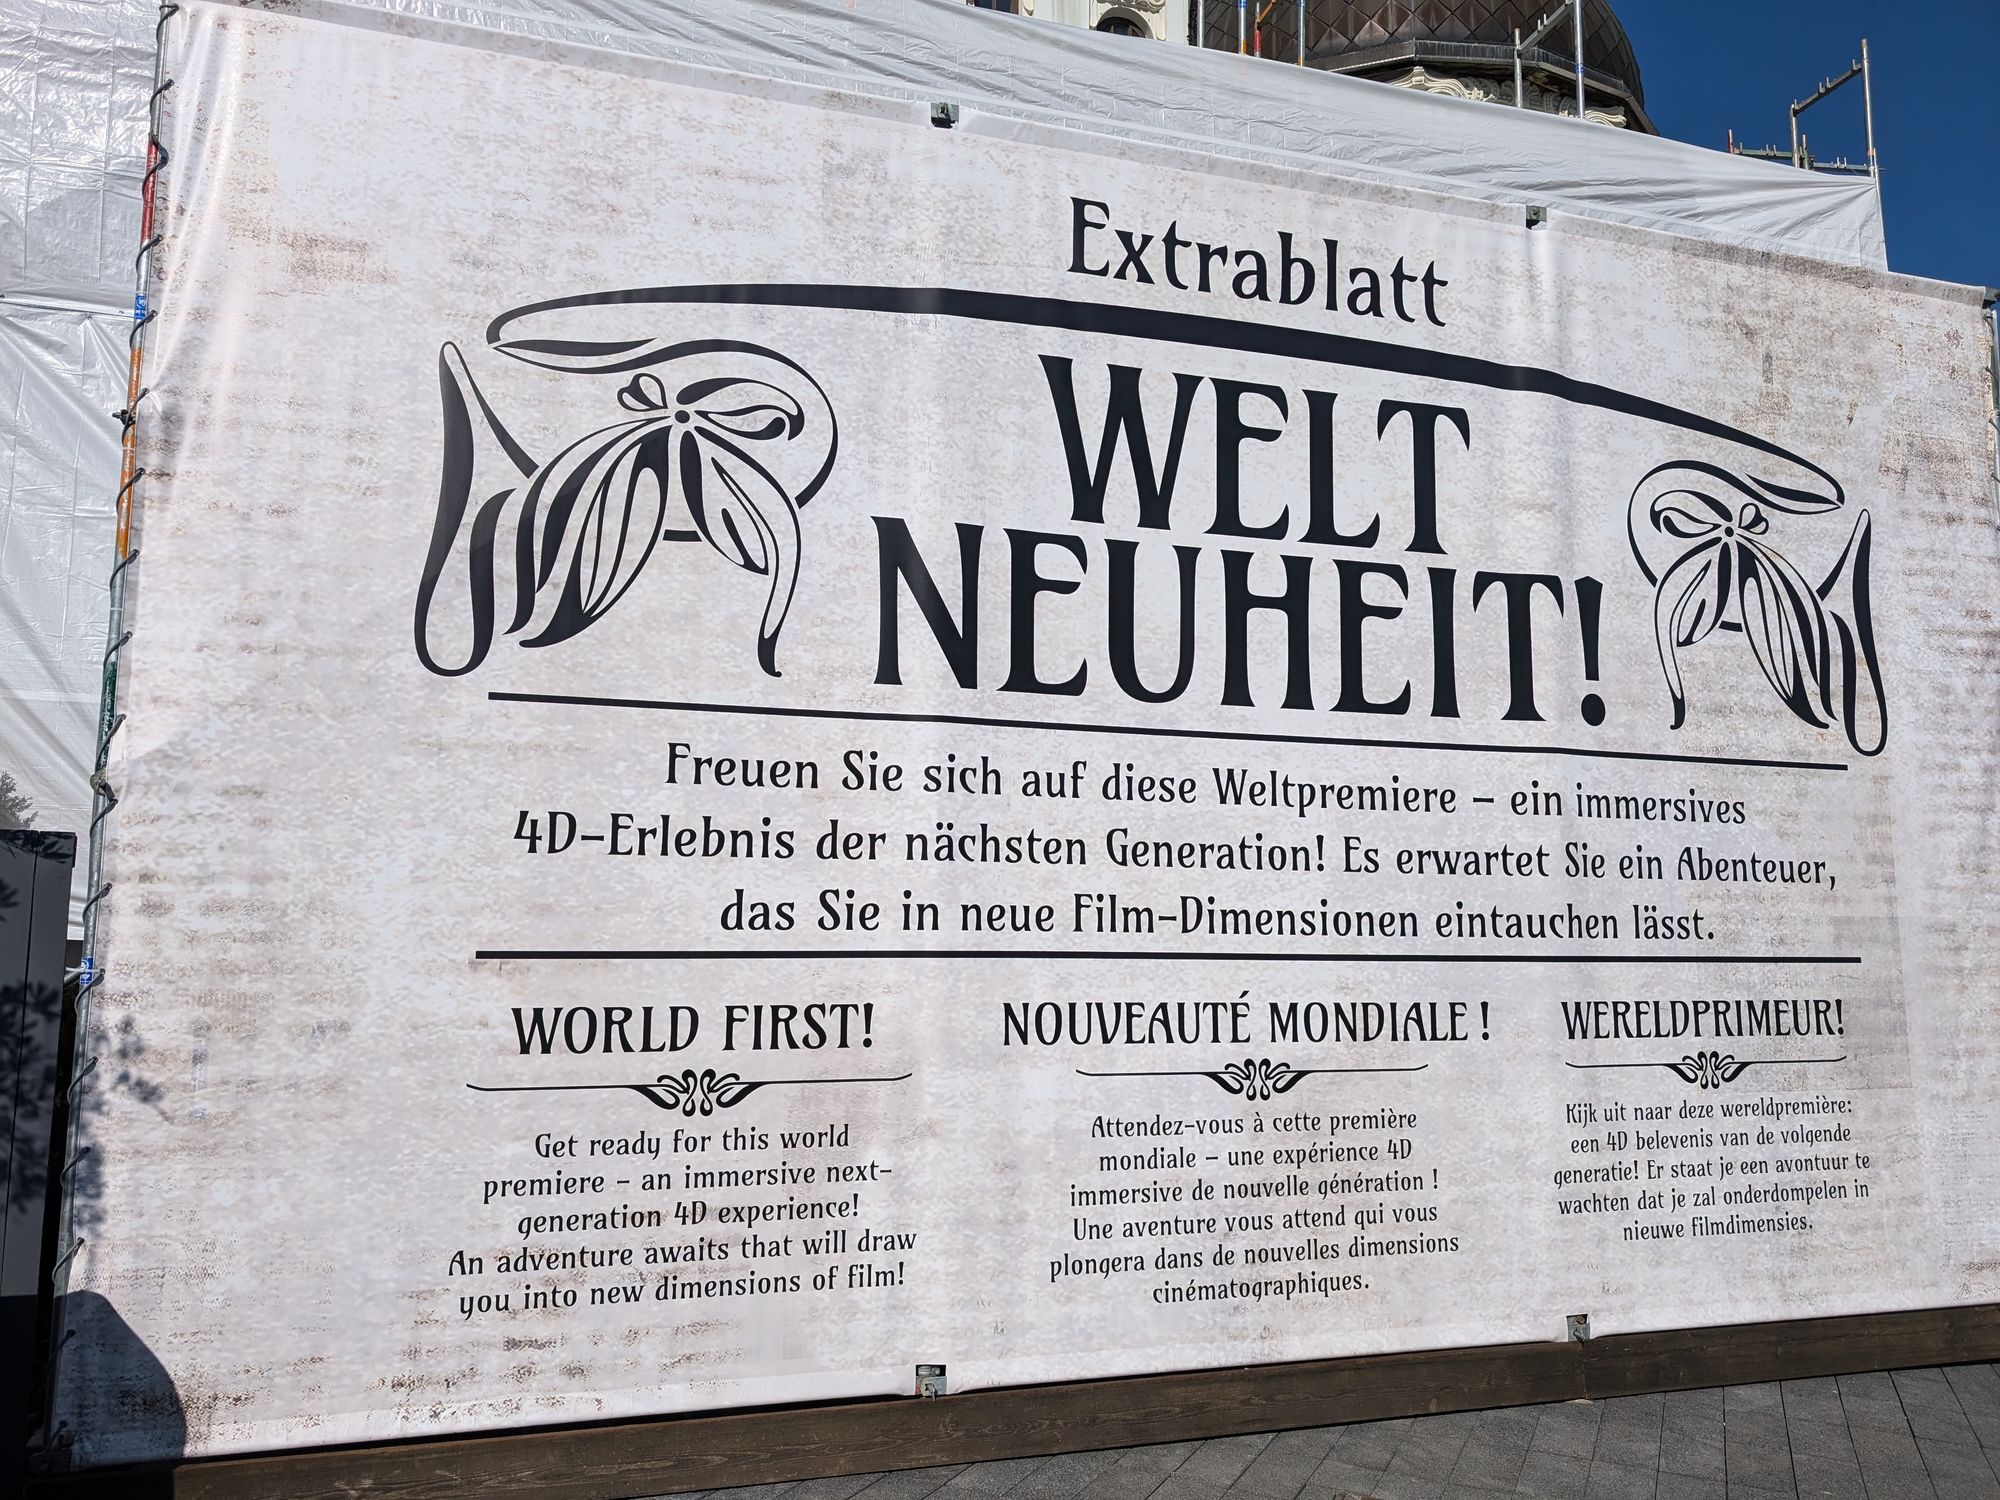 Extrablatt
WELT
NEUHEIT!
Freuen Sie sich auf diese Weltpremiere – ein immersives
4D-Erlebnis der nächsten Generation! Es erwartet Sie ein Abenteuer,
das Sie in neue Film-Dimensionen eintauchen lässt.
WORLD FIRST!
Get ready for this world
premiere – an immersive next-
generation 4D experience!
An adventure awaits that will draw
you into new dimensions of film!
NOUVEAUTÉ MONDIALE !
Attendez-vous à cette première
mondiale – une expérience 4D
immersive de nouvelle génération !
Une aventure vous attend qui vous
plongera dans de nouvelles dimensions
cinématographiques.
WERELDPRIMEUR!
Kijk uit naar deze wereldpremière:
een 4D belevenis van de volgende
generatie! Er staat je een avontuur te
wachten dat je zal onderdompelen in
nieuwe filmdimensies.